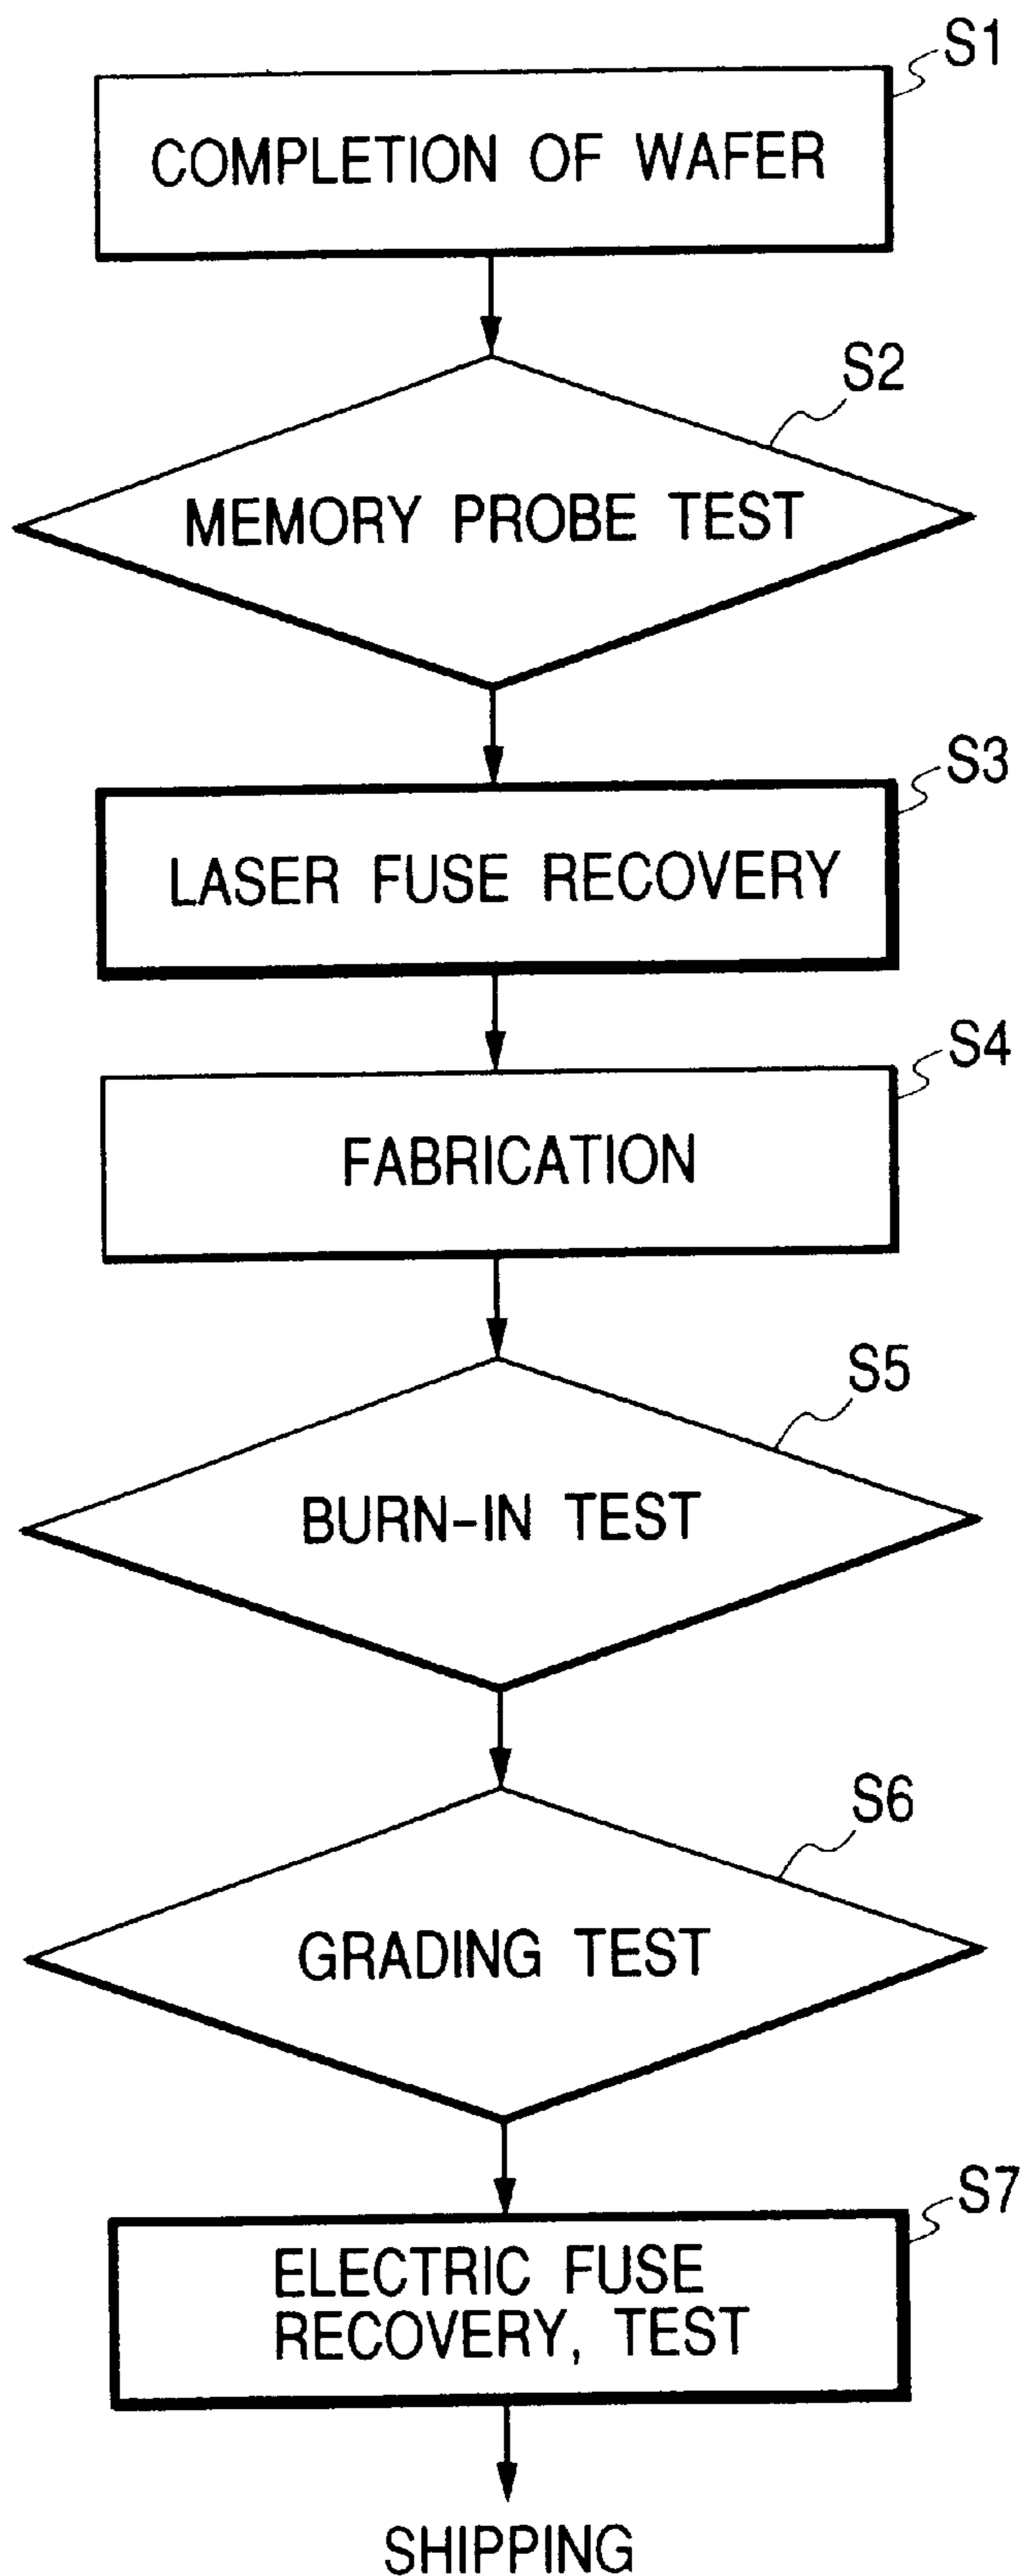 S1
COMPLETION OF WAFER
S2
MEMORY PROBE TEST
S3
LASER FUSE RECOVERY
S4
FABRICATION
S5
BURN-IN TEST
S6
GRADING TEST
S7
ELECTRIC FUSE
RECOVERY, TEST
SHIPPING